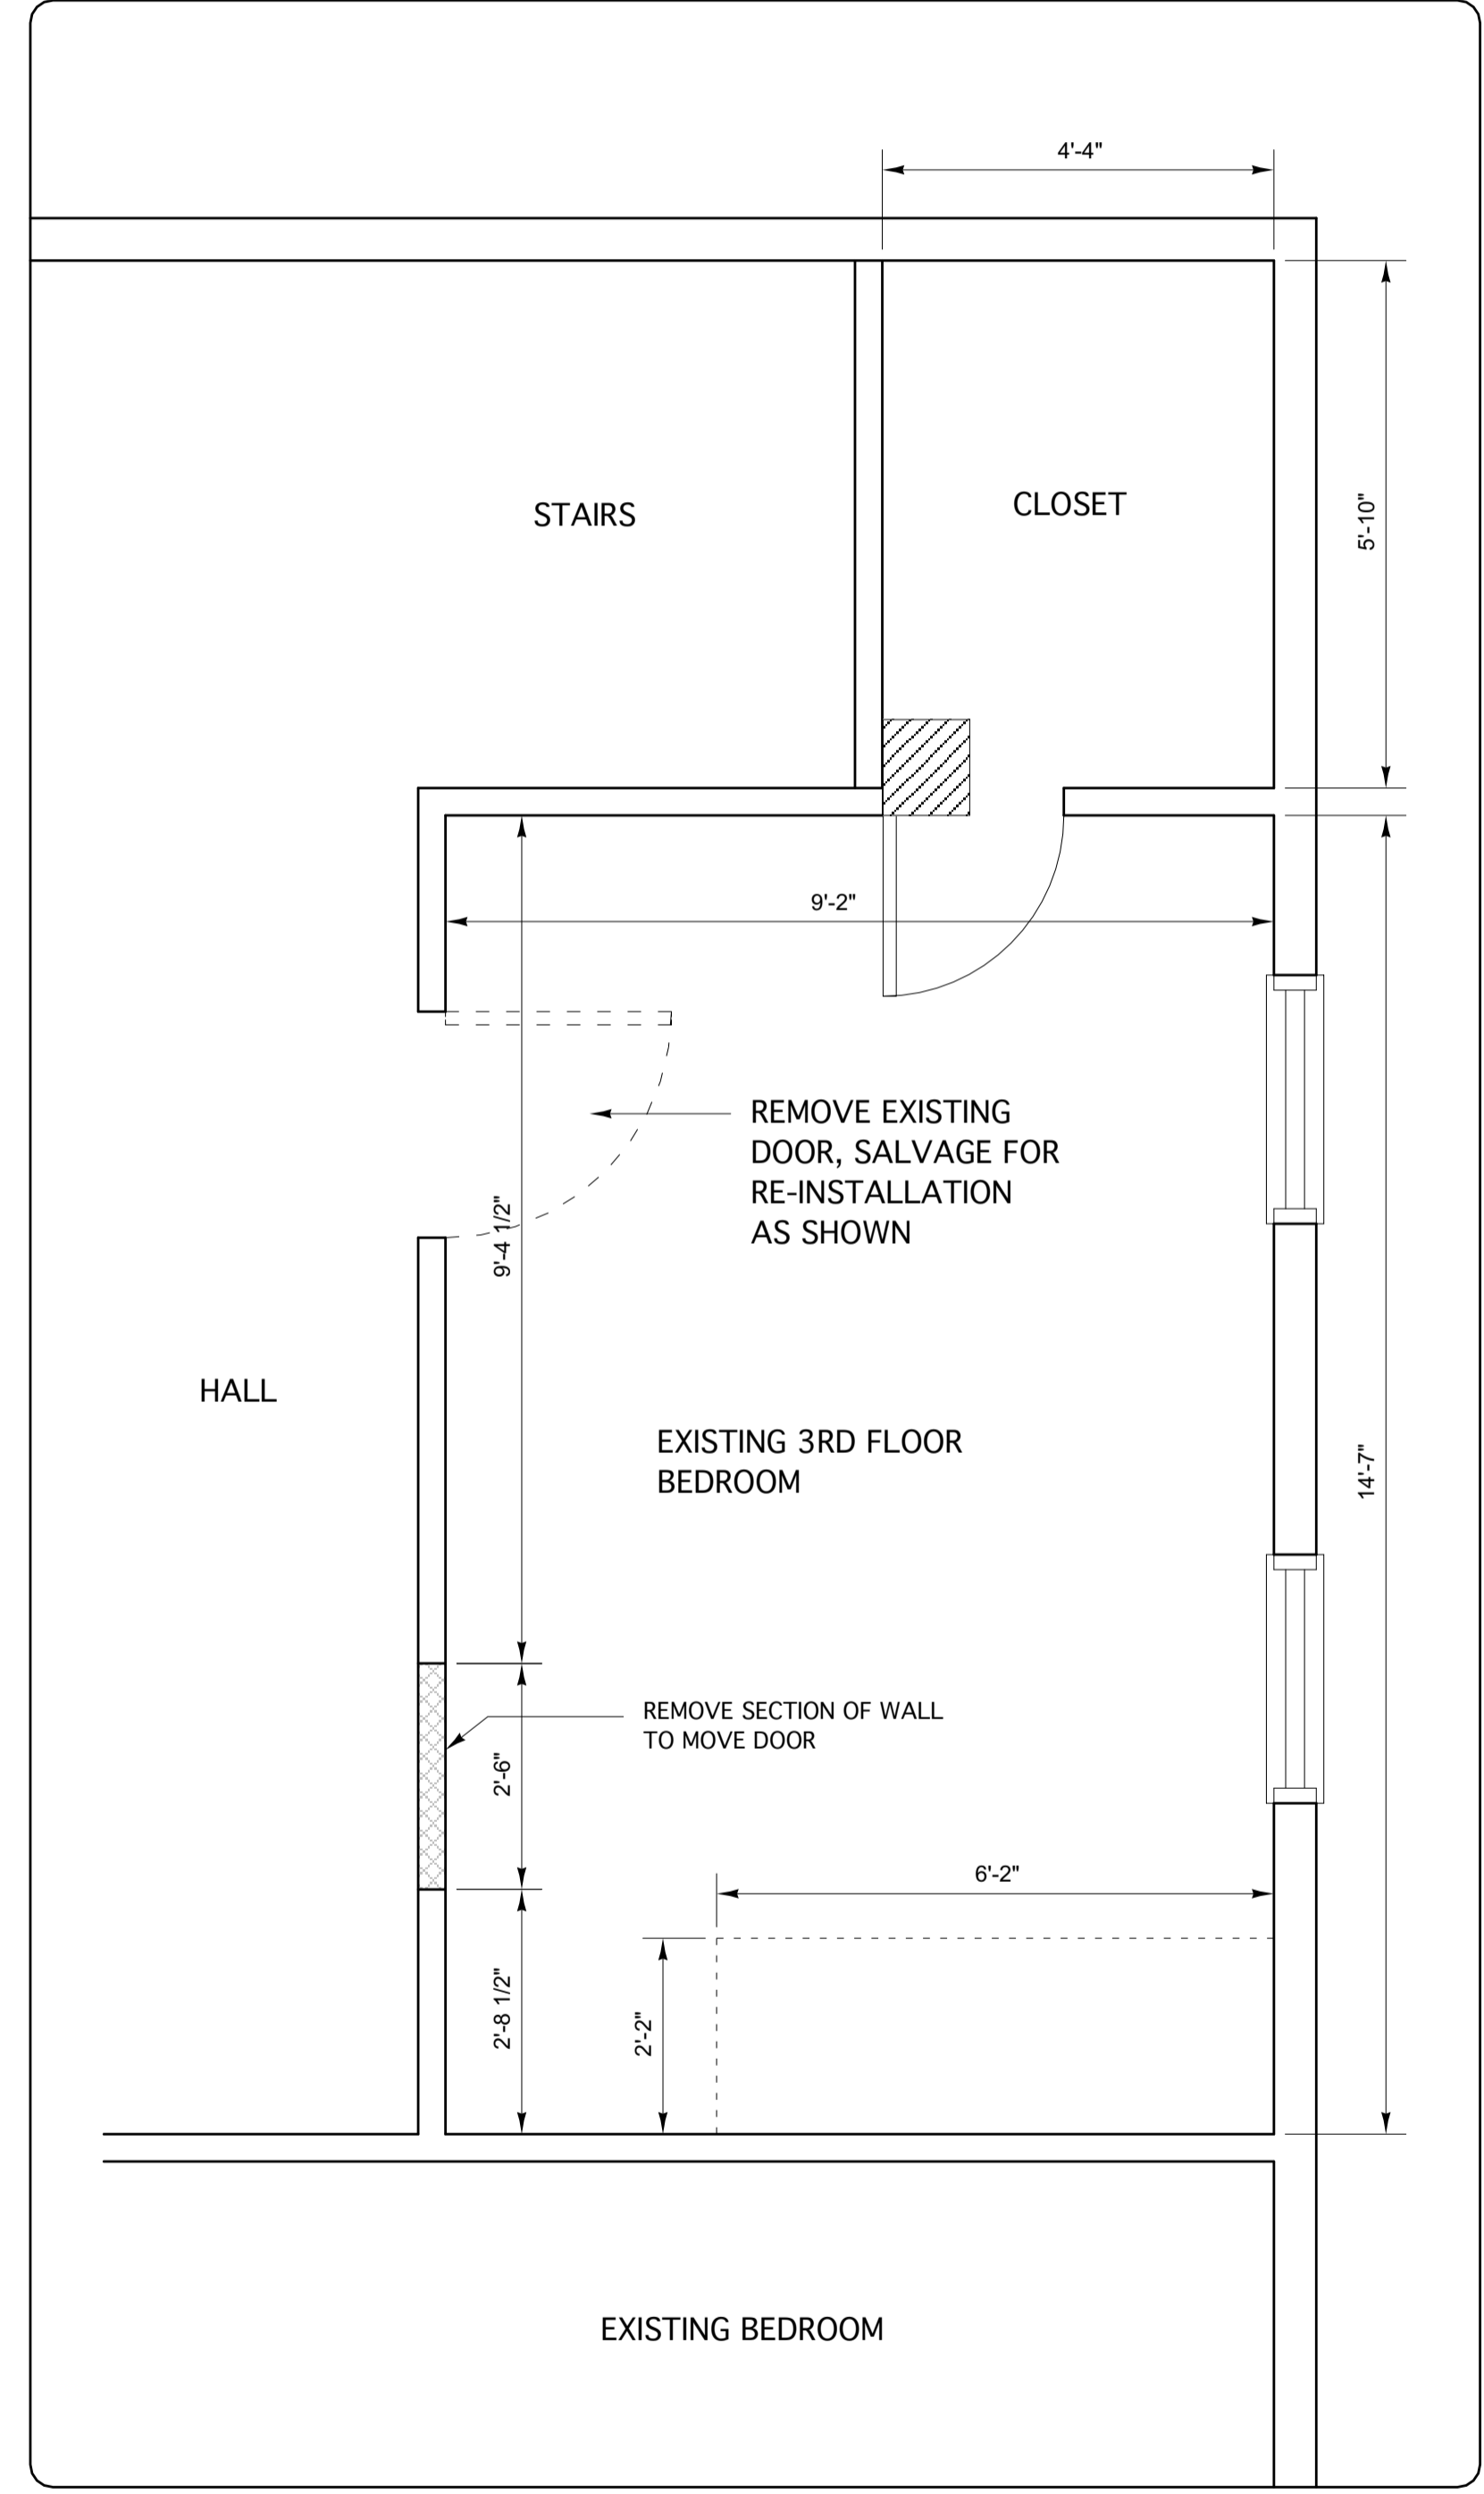 4'-4"
STAIRS
CLOSET
5'-10"
9'-2"
REMOVE EXISTING
DOOR, SALVAGE FOR
RE-INSTALLATION
AS SHOWN
9'-4 1/2"
HALL
EXISTING 3RD FLOOR
BEDROOM
14'-7"
REMOVE SECTION OF WALL
TO MOVE DOOR
2'-6"
6'-2"
2'-8 1/2"
2'-2"
EXISTING BEDROOM